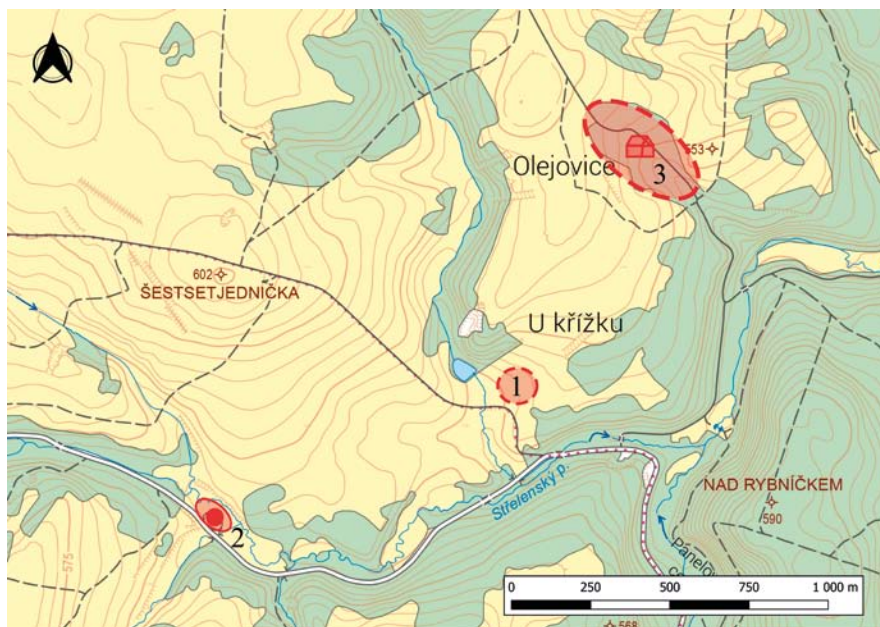 553
Olejovice
3
602
ŠESTSETJEDNIČKA
U křížku
1
Střelenský p.
NAD RYBNÍČKEM
590
2
575
Pánelov
0 250 500 750 1 000 m
568